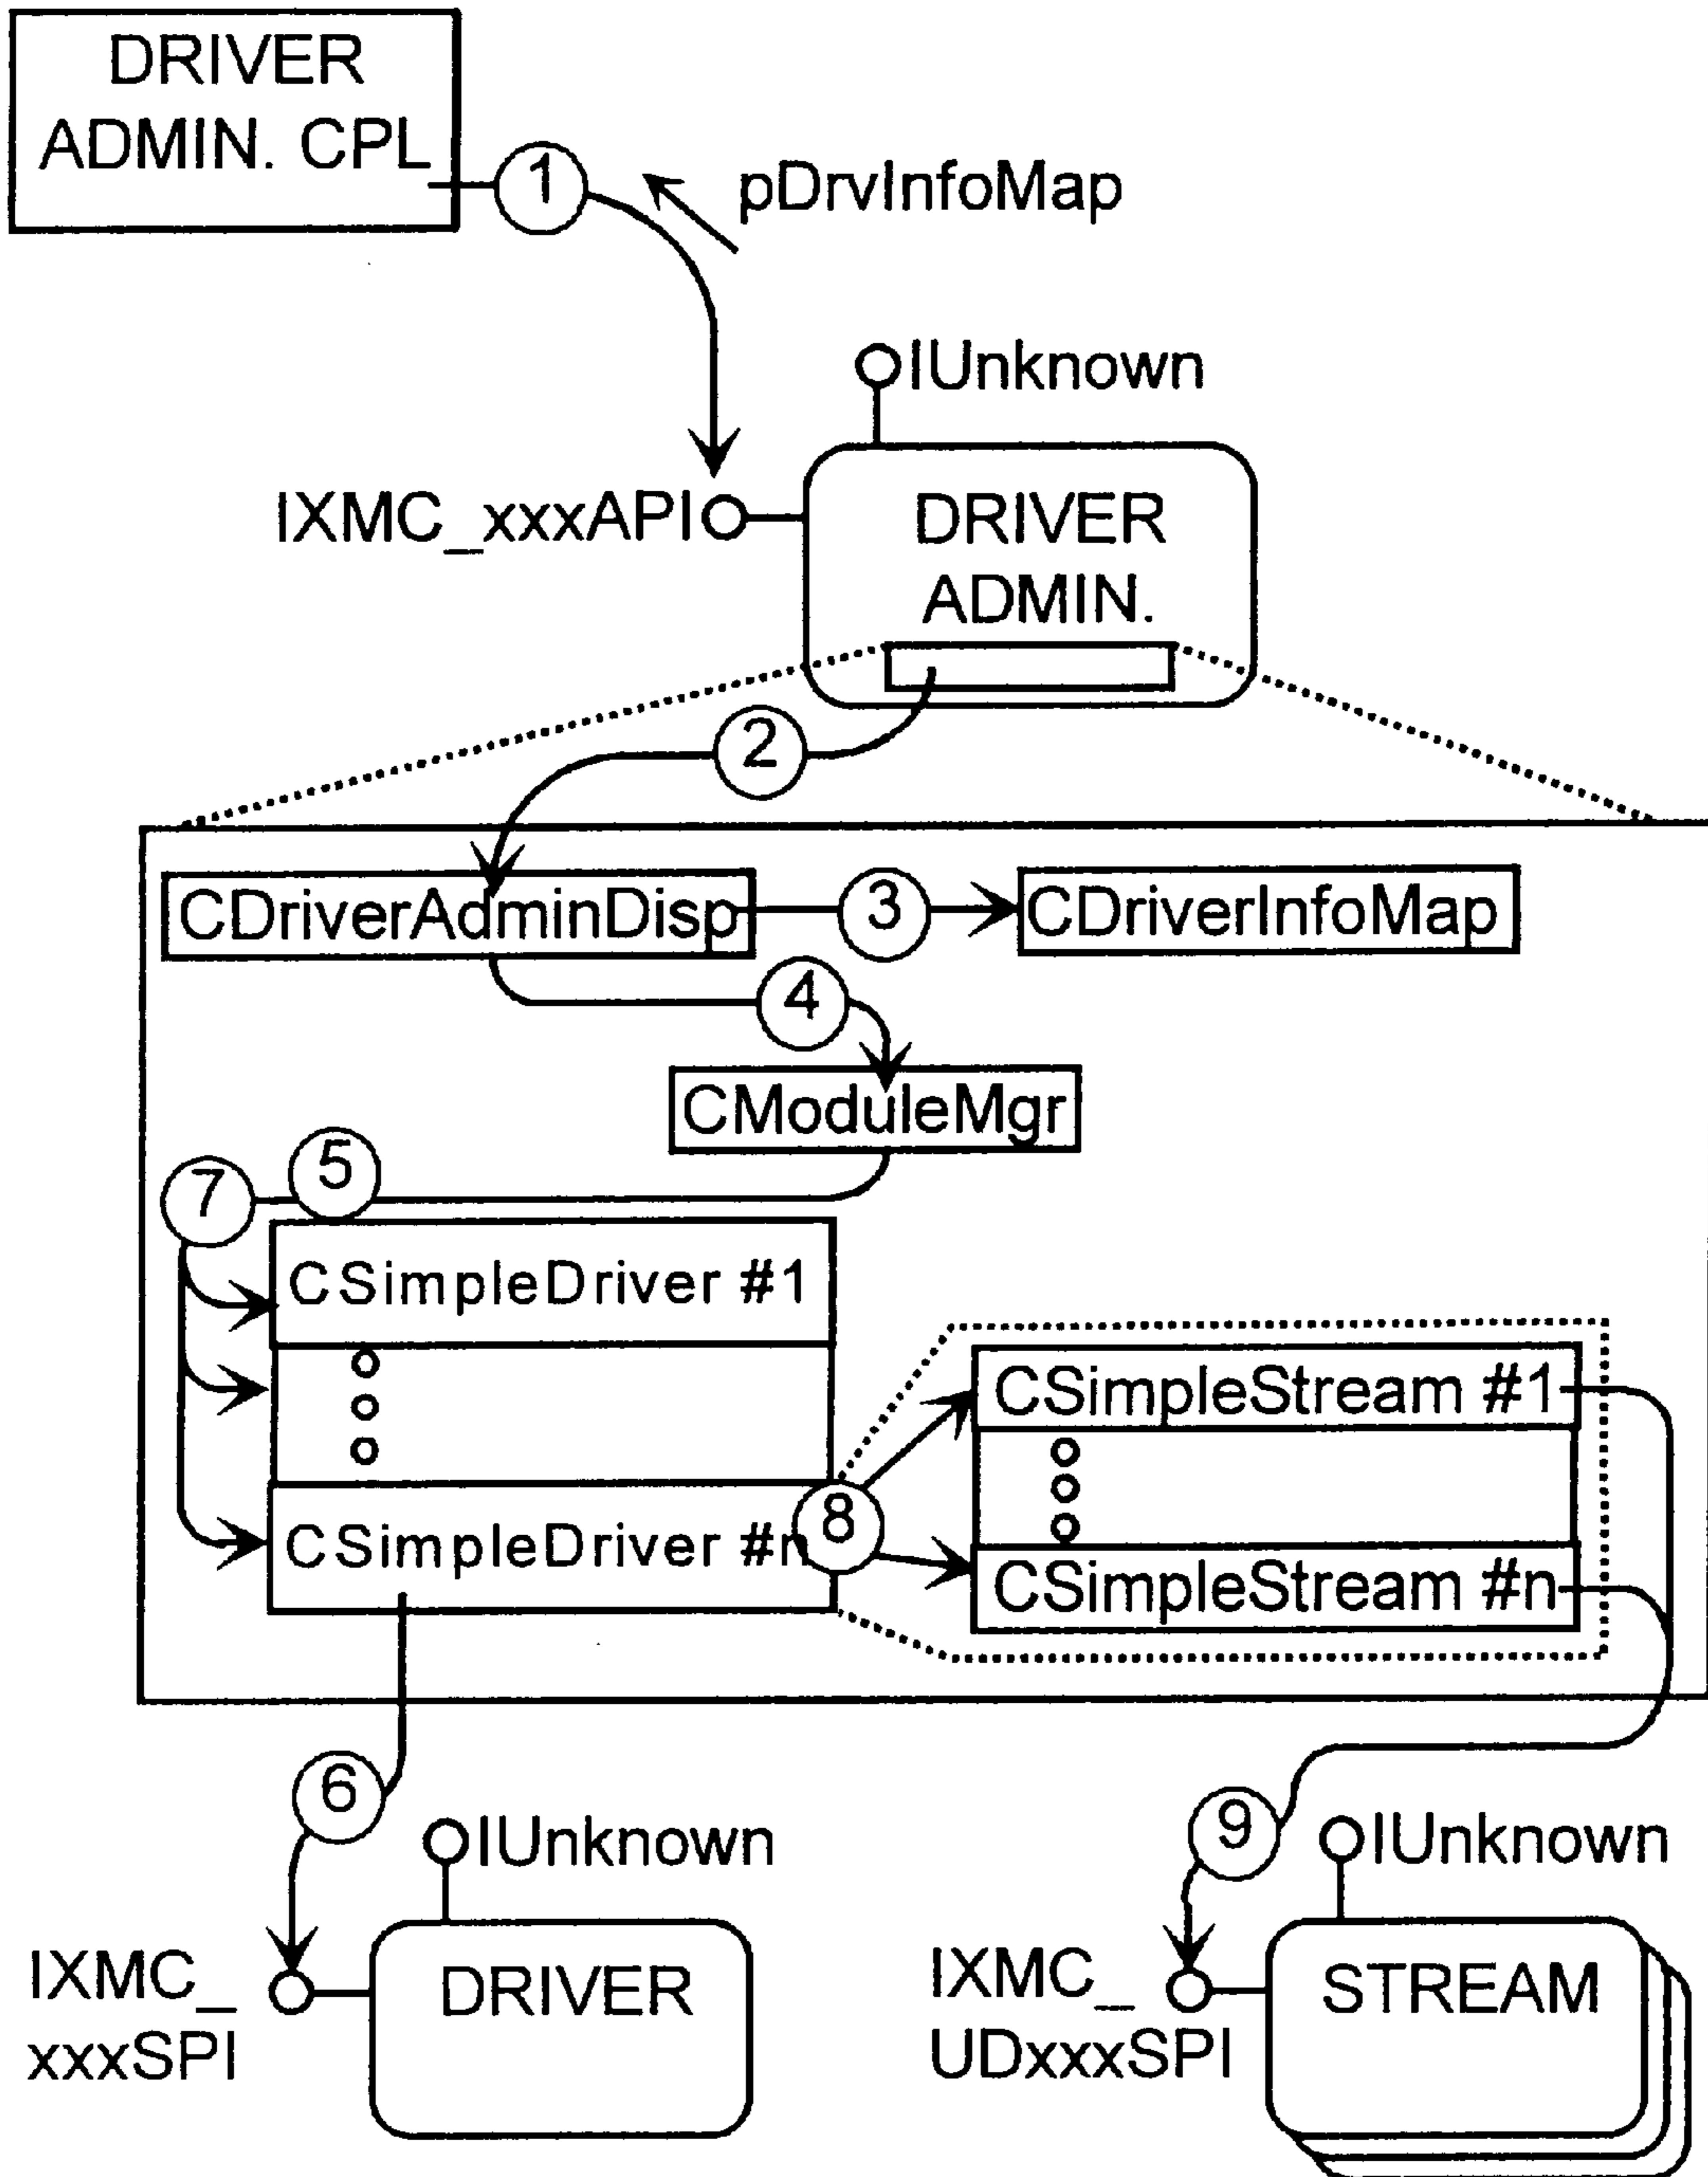 DRIVER
ADMIN. CPL
1
pDrvInfoMap
IUnknown
IXMC_xxxAPI
DRIVER
ADMIN.
2
CDriverAdminDisp
3
CDriverInfoMap
4
CModuleMgr
5
7
CSimpleDriver #1
CSimpleStream #1
8
CSimpleDriver #n
CSimpleStream #n
6
9
IUnknown
IUnknown
IXMC_
xxxSPI
DRIVER
IXMC_
UDxxxSPI
STREAM